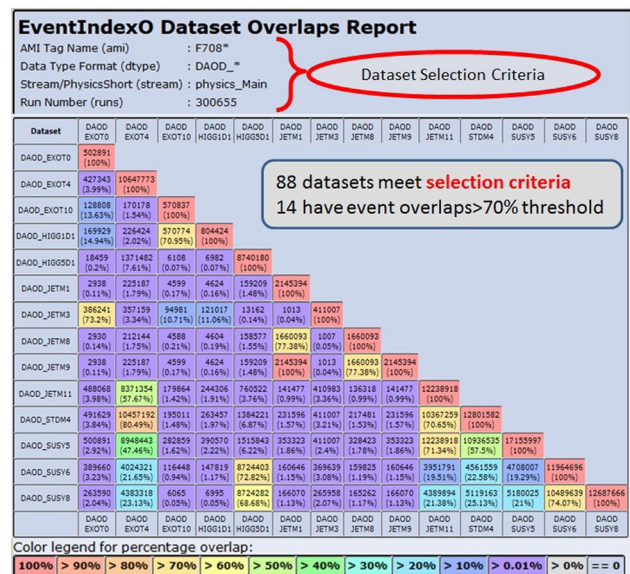 EventIndexO Dataset Overlaps Report
AMI Tag Name (ami) : F708*
Data Type Format (dtype) : DAOD_*
Stream/PhysicsShort (stream) : physics_Main
Run Number (runs) : 300655
Dataset Selection Criteria
Dataset DAOD EXOT0 DAOD EXOT4 DAOD EXOT10 DAOD HIGG1D1 DAOD HIGG5D1 DAOD JETM1 DAOD JETM3 DAOD JETM8 DAOD JETM9 DAOD JETM11 DAOD STDM4 DAOD SUSY5 DAOD SUSY6 DAOD SUSY8
88 datasets meet selection criteria
14 have event overlaps>70% threshold
DAOD_EXOT0 502891 (100%)
DAOD_EXOT4 427343 (3.99%) 10647773 (100%)
DAOD_EXOT10 128808 (13.63%) 170178 (1.54%) 570837 (100%)
DAOD_HIGG1D1 169929 (14.94%) 226424 (2.02%) 570774 (70.95%) 804424 (100%)
DAOD_HIGG5D1 18459 (0.2%) 1371482 (7.61%) 6108 (0.07%) 6982 (0.07%) 8740180 (100%)
DAOD_JETM1 2938 (0.11%) 225187 (1.79%) 4599 (0.17%) 4624 (0.16%) 159209 (1.48%) 2145394 (100%)
DAOD_JETM3 386241 (73.2%) 357159 (3.34%) 94981 (10.71%) 121017 (11.06%) 13162 (0.14%) 1013 (0.04%) 411007 (100%)
DAOD_JETM8 2930 (0.14%) 212144 (1.75%) 4588 (0.21%) 4604 (0.19%) 158577 (1.55%) 1660093 (77.38%) 1007 (0.05%) 1660093 (100%)
DAOD_JETM9 2938 (0.11%) 225187 (1.79%) 4599 (0.17%) 4624 (0.16%) 159209 (1.48%) 2145394 (100%) 1013 (0.04%) 1660093 (77.38%) 2145394 (100%)
DAOD_JETM11 488068 (3.98%) 8371354 (57.67%) 179864 (1.42%) 244306 (1.91%) 760522 (3.76%) 141477 (0.99%) 410983 (3.36%) 136318 (0.99%) 141477 (0.99%) 12238918 (100%)
DAOD_STDM4 491629 (3.84%) 10457192 (80.49%) 195011 (1.48%) 263457 (1.97%) 1384221 (6.87%) 231596 (1.57%) 411007 (3.21%) 217481 (1.53%) 231596 (1.57%) 10367259 (70.65%) 12801582 (100%)
DAOD_SUSY5 500891 (2.92%) 8948443 (47.46%) 282859 (1.62%) 390570 (2.22%) 1515843 (6.22%) 353323 (1.86%) 411007 (2.4%) 328423 (1.78%) 353323 (1.86%) 12238918 (71.34%) 10936535 (57.5%) 17155997 (100%)
DAOD_SUSY6 389660 (3.23%) 4024321 (21.65%) 116448 (0.94%) 147819 (1.17%) 8724403 (72.82%) 160646 (1.15%) 369639 (3.08%) 159825 (1.19%) 160646 (1.15%) 3951791 (19.51%) 4561559 (22.58%) 4708007 (19.29%) 11964696 (100%)
DAOD_SUSY8 263590 (2.04%) 4383318 (23.13%) 6065 (0.05%) 6995 (0.05%) 8724282 (68.68%) 166070 (1.13%) 265958 (2.07%) 165262 (1.17%) 166070 (1.13%) 4389894 (21.38%) 5119163 (25.13%) 5180025 (21%) 10489639 (74.07%) 12687666 (100%)
DAOD EXOT0 DAOD EXOT4 DAOD EXOT10 DAOD HIGG1D1 DAOD HIGG5D1 DAOD JETM1 DAOD JETM3 DAOD JETM8 DAOD JETM9 DAOD JETM11 DAOD STDM4 DAOD SUSY5 DAOD SUSY6 DAOD SUSY8
Color legend for percentage overlap:
100% > 90% > 80% > 70% > 60% > 50% > 40% > 30% > 20% > 10% > 0.01% > 0% == 0